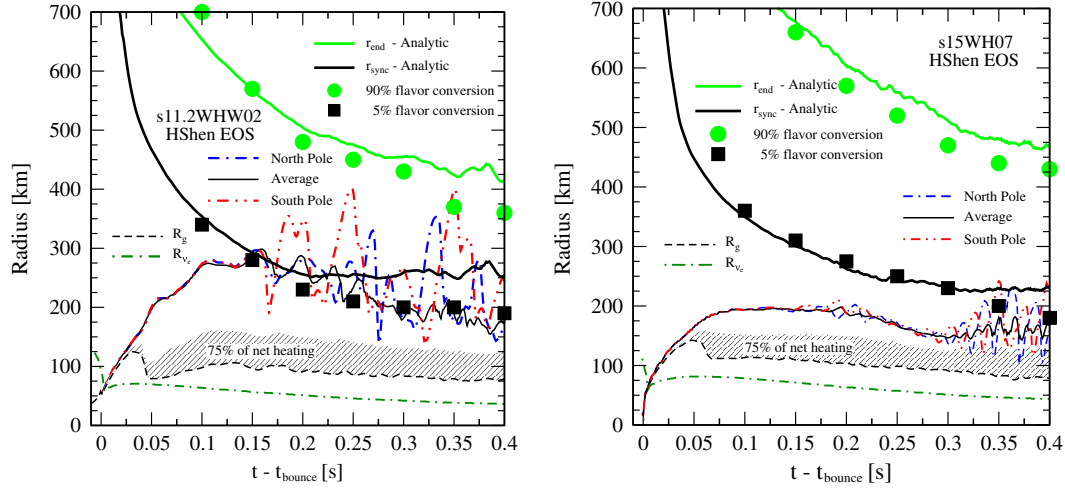 700
600
500
400
300
200
100
0
Radius [km]
r_end - Analytic
r_sync - Analytic
90% flavor conversion
5% flavor conversion
s11.2WHW02
HShen EOS
North Pole
Average
South Pole
R_g
R_νe
75% of net heating
0 0.05 0.1 0.15 0.2 0.25 0.3 0.35 0.4
t - t_bounce [s]
700
600
500
400
300
200
100
0
Radius [km]
s15WH07
HShen EOS
r_end - Analytic
r_sync - Analytic
90% flavor conversion
5% flavor conversion
North Pole
Average
South Pole
R_g
R_νe
75% of net heating
0 0.05 0.1 0.15 0.2 0.25 0.3 0.35 0.4
t - t_bounce [s]